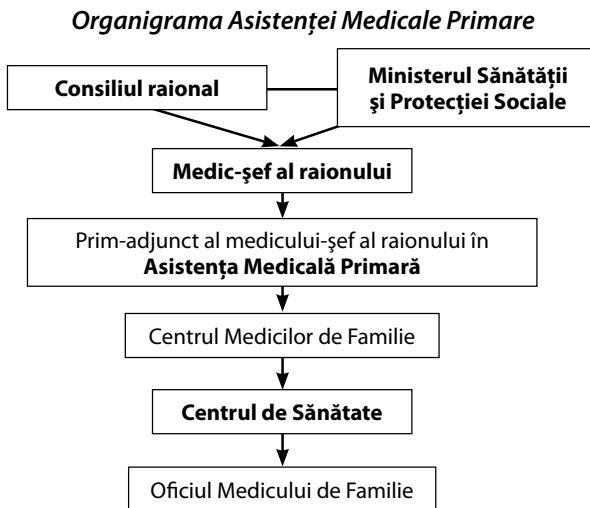 Organigrama Asistenței Medicale Primare
Consiliul raional
Ministerul Sănătății
și Protecției Sociale
Medic-şef al raionului
Prim-adjunct al medicului-şef al raionului în
Asistența Medicală Primară
Centrul Medicilor de Familie
Centrul de Sănătate
Oficiul Medicului de Familie